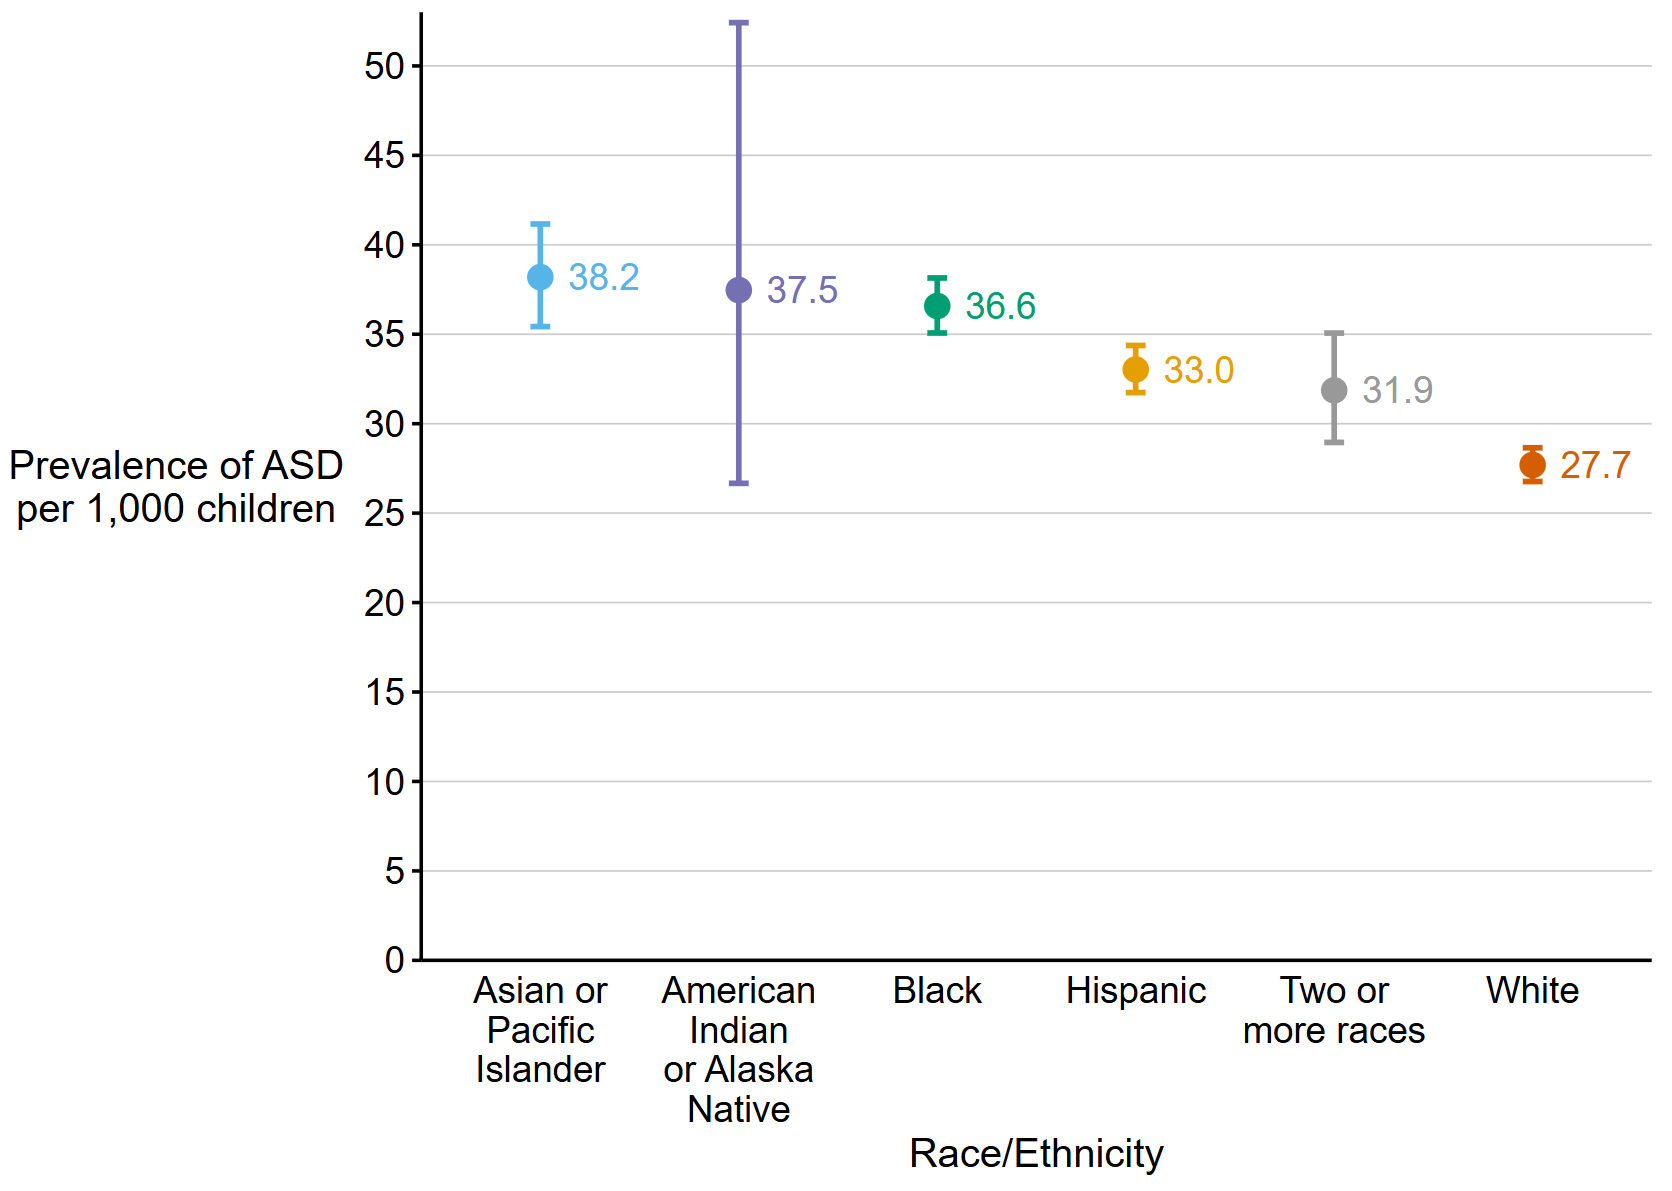 50
45
40
35
30
25
20
15
10
5
0
Prevalence of ASD
per 1,000 children
38.2
37.5
36.6
33.0
31.9
27.7
Asian or
Pacific
Islander
American
Indian
or Alaska
Native
Black
Hispanic
Two or
more races
White
Race/Ethnicity